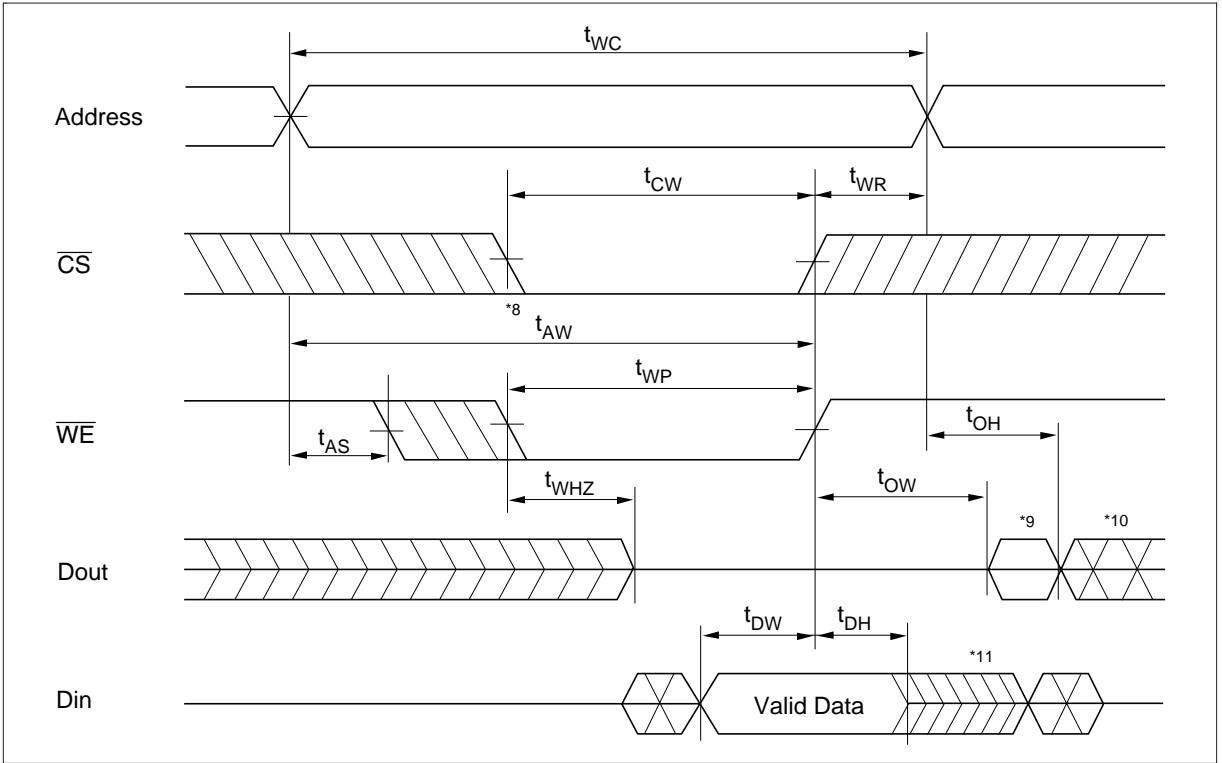 tWC
Address
tCW
tWR
CS
*8
tAW
tWP
WE
tAS
tOH
tWHZ
tOW
*9
*10
Dout
tDW
tDH
*11
Din
Valid Data